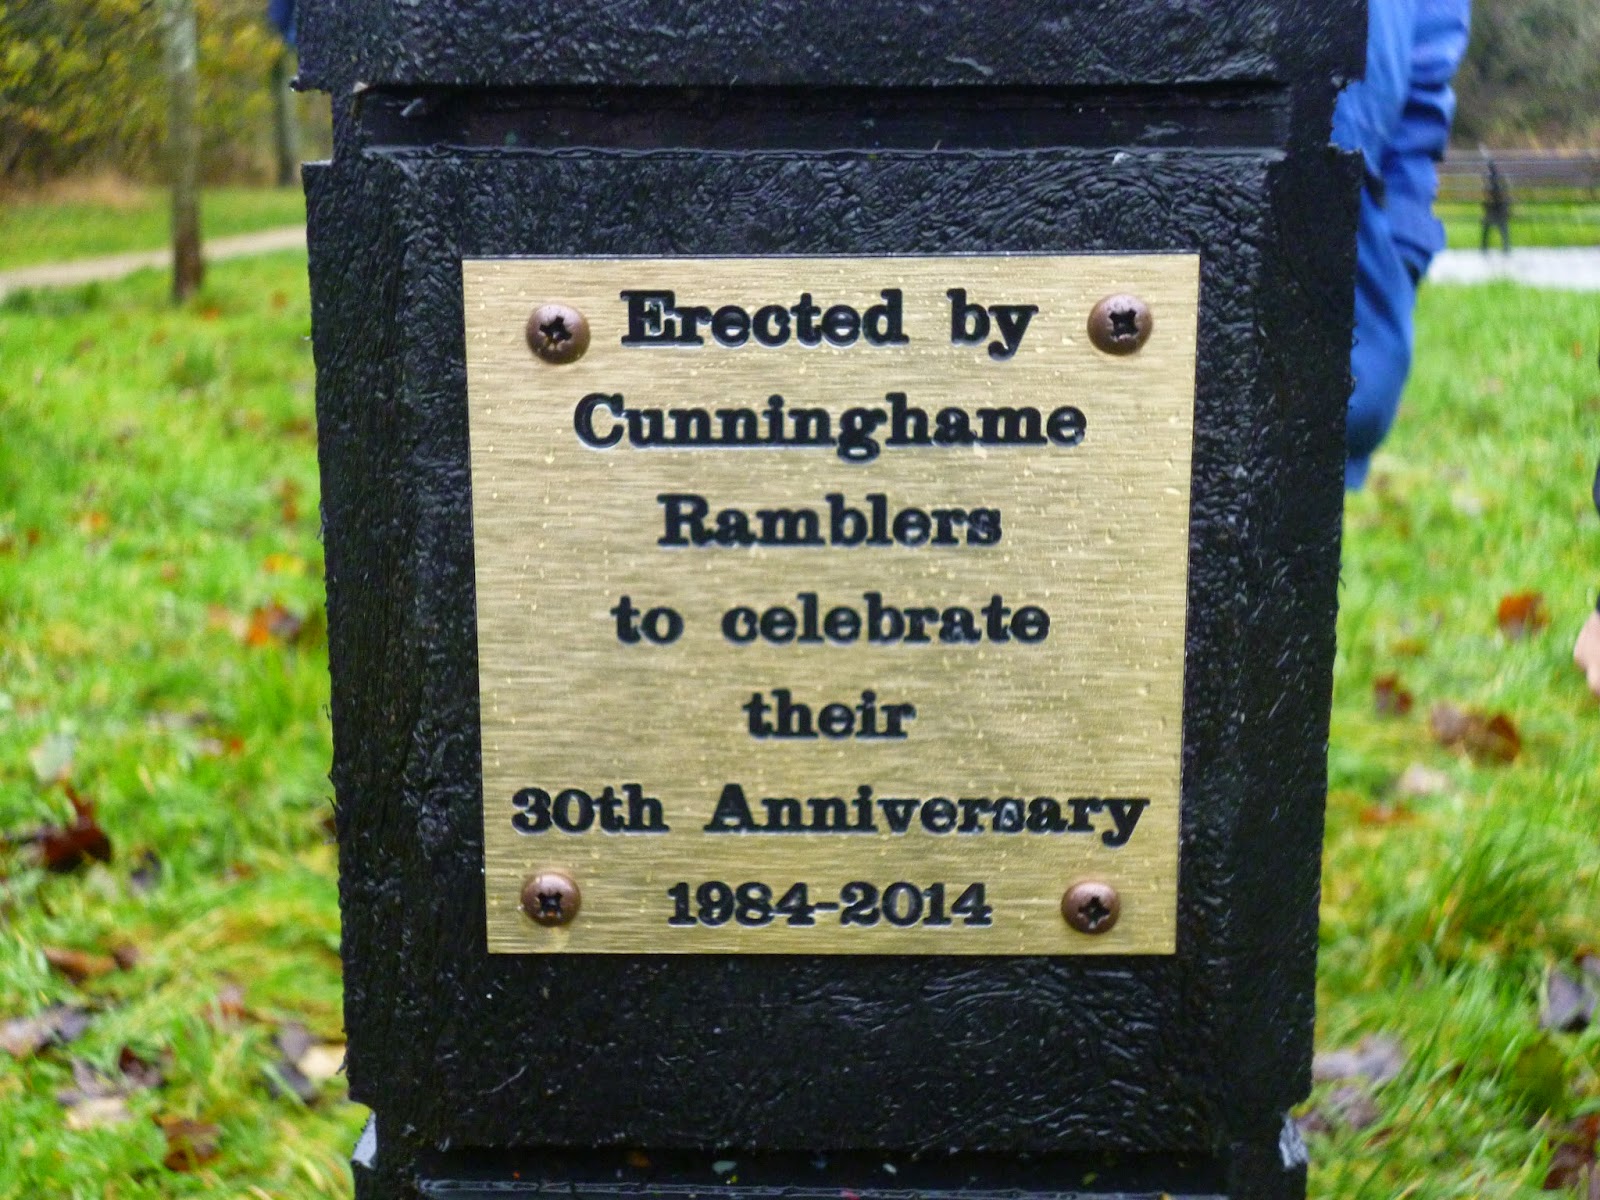 Erected by
Cunninghame
Ramblers
to celebrate
their
30th Anniversary
1984-2014